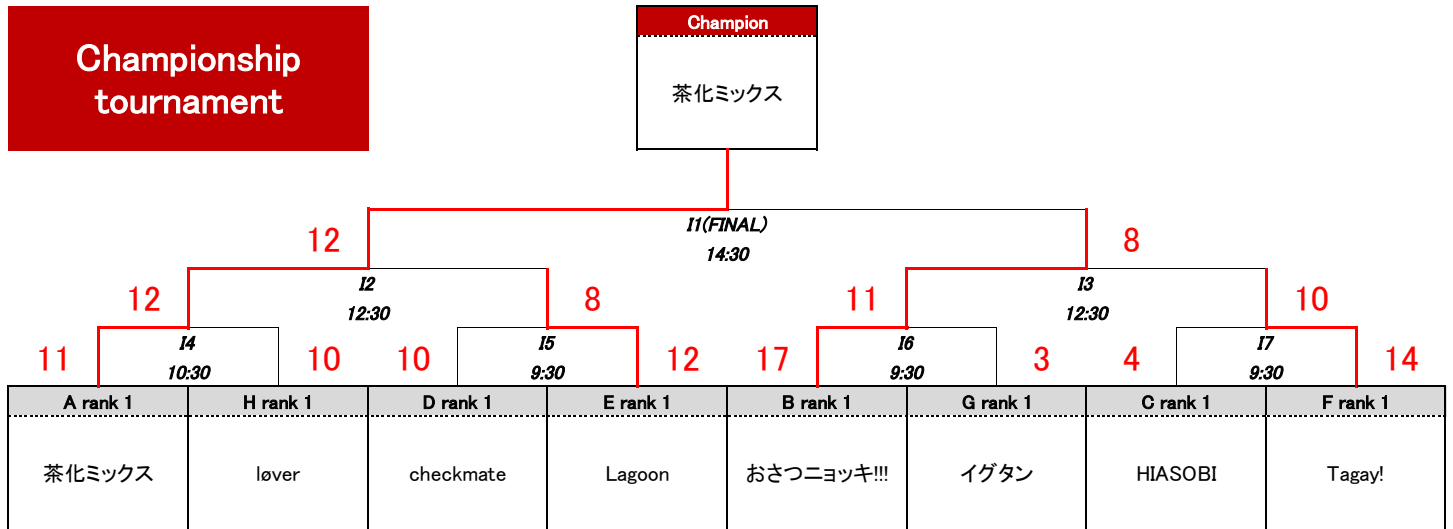 Championship
tournament
Champion
茶化ミックス
I1(FINAL)
14:30
12
8
I2
12:30
I3
12:30
12
8
11
10
I4
10:30
I5
9:30
I6
9:30
I7
9:30
11
10
10
12
17
3
4
14
A rank 1
H rank 1
D rank 1
E rank 1
B rank 1
G rank 1
C rank 1
F rank 1
茶化ミックス
løver
checkmate
Lagoon
おさつニョッキ!!!
イグタン
HIASOBI
Tagay!